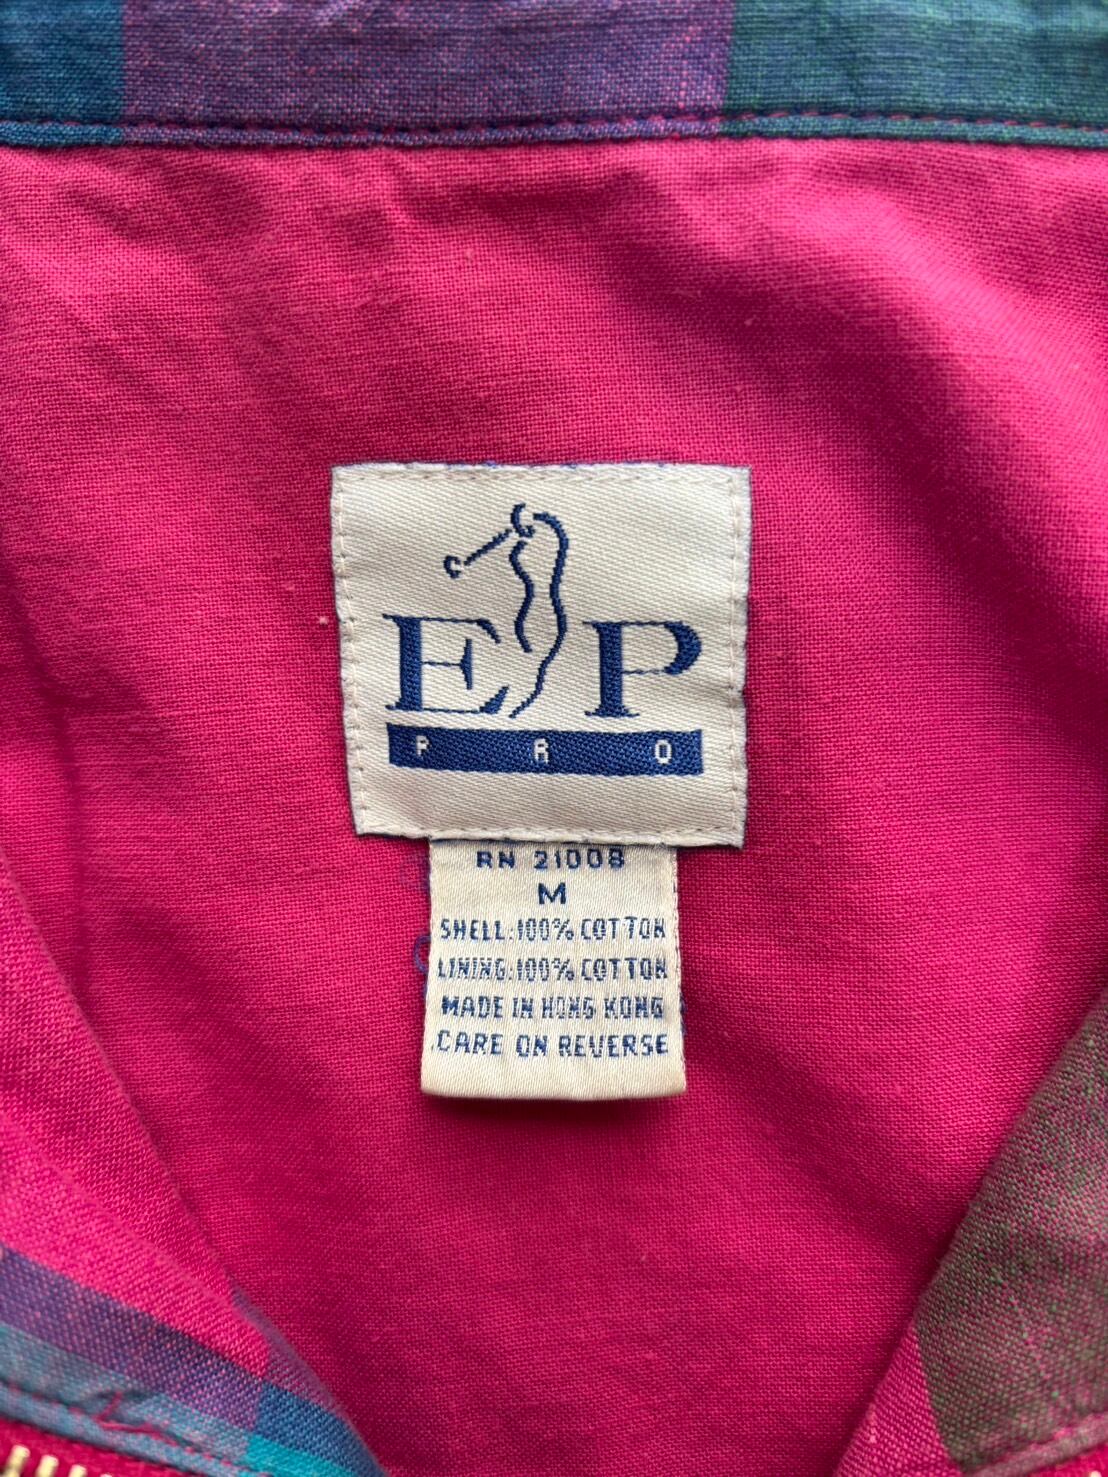 EP
PRO
RN 21008
M
SHELL:100% COTTON
LINING:100% COTTON
MADE IN HONG KONG
CARE ON REVERSE